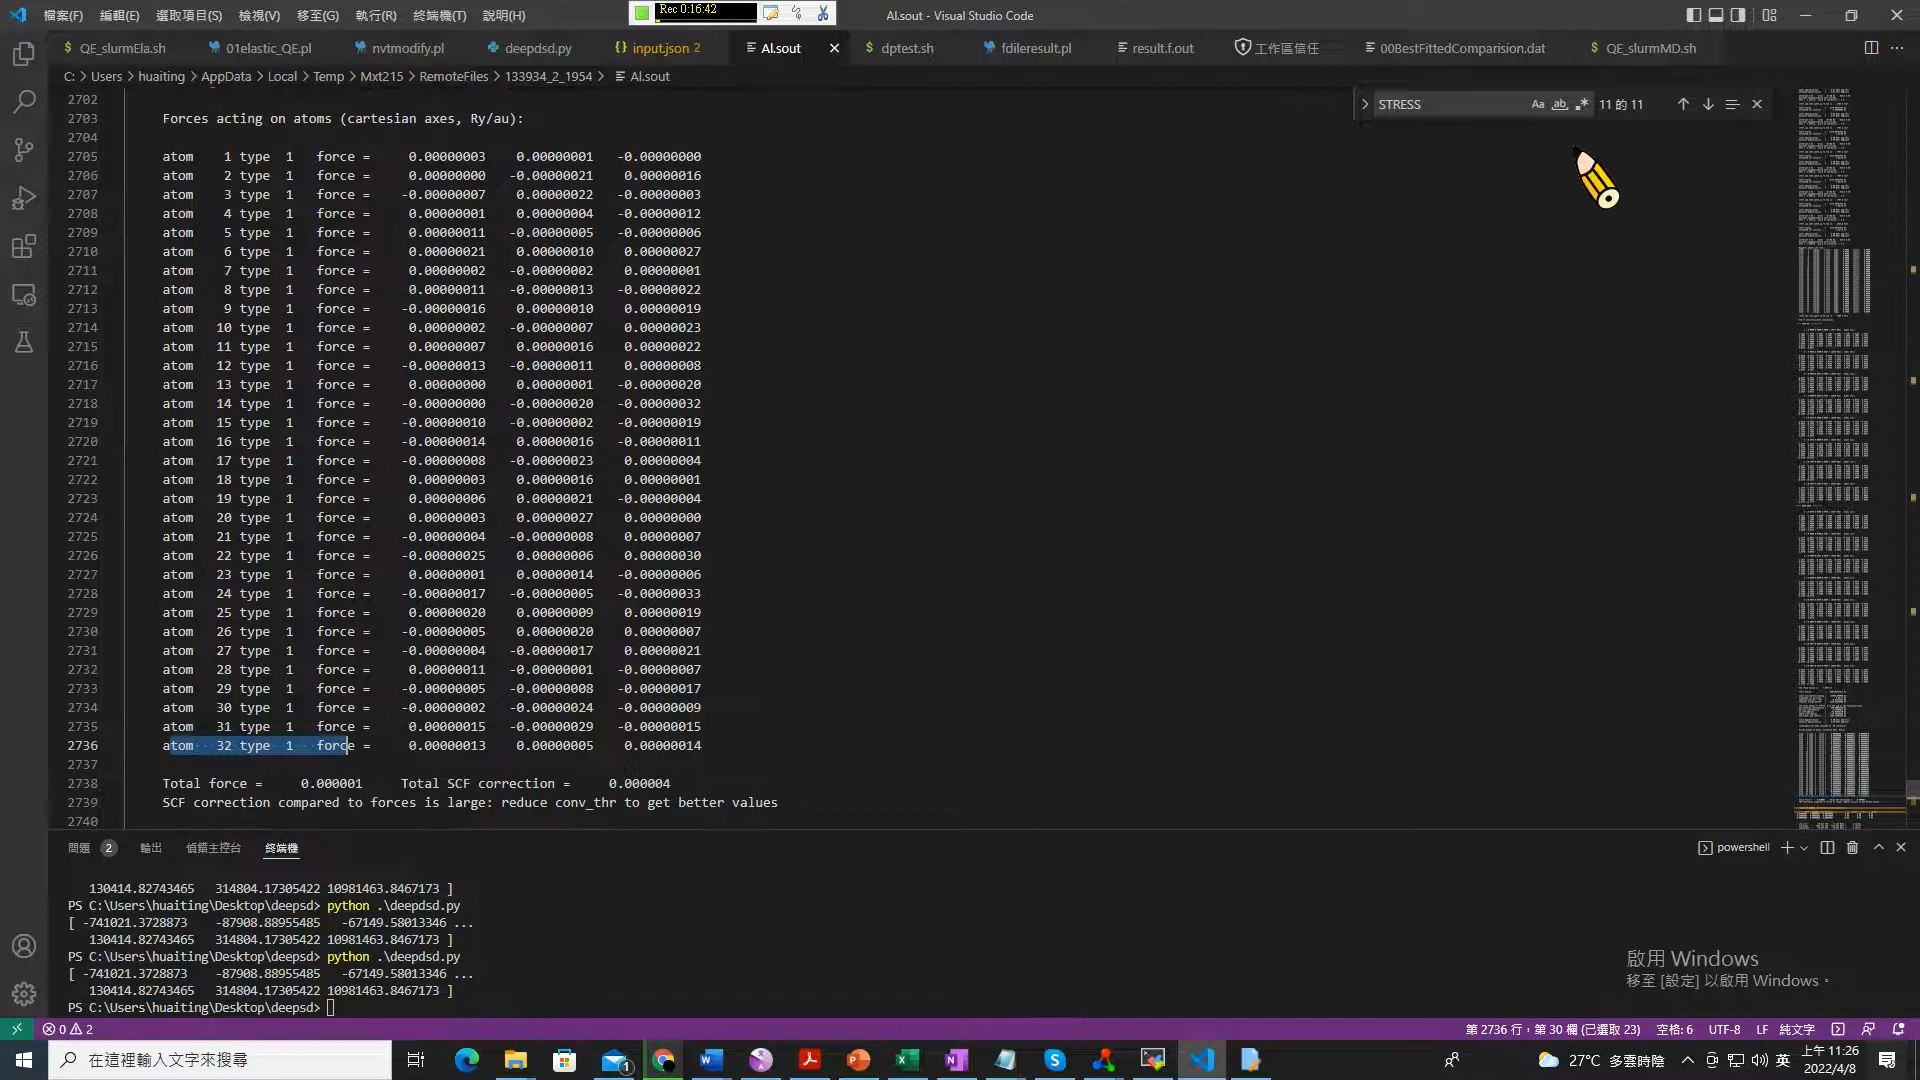 檔案(F) 編輯(E) 選取項目(S) 檢視(V) 移至(G) 執行(R) 終端機(T) 說明(H) Rec 0:16:42 Al.sout - Visual Studio Code
QE_slurmEla.sh 01elastic_QE.pl nvtmodify.pl deepdsd.py input.json 2 Al.sout dptest.sh fdileresult.pl result.f.out 工作區信任 00BestFittedComparision.dat QE_slurmMD.sh
C: > Users > huaiting > AppData > Local > Temp > Mxt215 > RemoteFiles > 133934_2_1954 > Al.sout
STRESS Aa ab 11 的 11
2702
2703 Forces acting on atoms (cartesian axes, Ry/au):
2704
2705 atom 1 type 1 force = 0.00000003 0.00000001 -0.00000000
2706 atom 2 type 1 force = 0.00000000 -0.00000021 0.00000016
2707 atom 3 type 1 force = -0.00000007 0.00000022 -0.00000003
2708 atom 4 type 1 force = 0.00000001 0.00000004 -0.00000012
2709 atom 5 type 1 force = 0.00000011 -0.00000005 -0.00000006
2710 atom 6 type 1 force = 0.00000021 0.00000010 0.00000027
2711 atom 7 type 1 force = 0.00000002 -0.00000002 0.00000001
2712 atom 8 type 1 force = 0.00000011 -0.00000013 -0.00000022
2713 atom 9 type 1 force = -0.00000016 0.00000010 0.00000019
2714 atom 10 type 1 force = 0.00000002 -0.00000007 0.00000023
2715 atom 11 type 1 force = 0.00000007 0.00000016 0.00000022
2716 atom 12 type 1 force = -0.00000013 -0.00000011 0.00000008
2717 atom 13 type 1 force = 0.00000000 0.00000001 -0.00000020
2718 atom 14 type 1 force = -0.00000000 -0.00000020 -0.00000032
2719 atom 15 type 1 force = -0.00000010 -0.00000002 -0.00000019
2720 atom 16 type 1 force = -0.00000014 0.00000016 -0.00000011
2721 atom 17 type 1 force = -0.00000008 -0.00000023 0.00000004
2722 atom 18 type 1 force = 0.00000003 0.00000016 0.00000001
2723 atom 19 type 1 force = 0.00000006 0.00000021 -0.00000004
2724 atom 20 type 1 force = 0.00000003 0.00000027 0.00000000
2725 atom 21 type 1 force = -0.00000004 -0.00000008 0.00000007
2726 atom 22 type 1 force = -0.00000025 0.00000006 0.00000030
2727 atom 23 type 1 force = 0.00000001 0.00000014 -0.00000006
2728 atom 24 type 1 force = -0.00000017 -0.00000005 -0.00000033
2729 atom 25 type 1 force = 0.00000020 0.00000009 0.00000019
2730 atom 26 type 1 force = -0.00000005 0.00000020 0.00000007
2731 atom 27 type 1 force = -0.00000004 -0.00000017 0.00000021
2732 atom 28 type 1 force = 0.00000011 -0.00000001 -0.00000007
2733 atom 29 type 1 force = -0.00000005 -0.00000008 -0.00000017
2734 atom 30 type 1 force = -0.00000002 -0.00000024 -0.00000009
2735 atom 31 type 1 force = 0.00000015 -0.00000029 -0.00000015
2736 atom 32 type 1 force = 0.00000013 0.00000005 0.00000014
2737
2738 Total force = 0.000001 Total SCF correction = 0.000004
2739 SCF correction compared to forces is large: reduce conv_thr to get better values
2740
問題 2 輸出 偵錯主控台 終端機 powershell
130414.82743465 314804.17305422 10981463.8467173 ]
PS C:\Users\huaiting\Desktop\deepsd> python .\deepdsd.py
[ -741021.3728873 -87908.88955485 -67149.58013346 ...
130414.82743465 314804.17305422 10981463.8467173 ]
PS C:\Users\huaiting\Desktop\deepsd> python .\deepdsd.py
[ -741021.3728873 -87908.88955485 -67149.58013346 ...
130414.82743465 314804.17305422 10981463.8467173 ]
PS C:\Users\huaiting\Desktop\deepsd>
啟用 Windows
移至 [設定] 以啟用 Windows。
0 2 第 2736 行，第 30 欄 (已選取 23) 空格: 6 UTF-8 LF 純文字
在這裡輸入文字來搜尋 1 27°C 多雲時陰 英 上午 11:26
2022/4/8